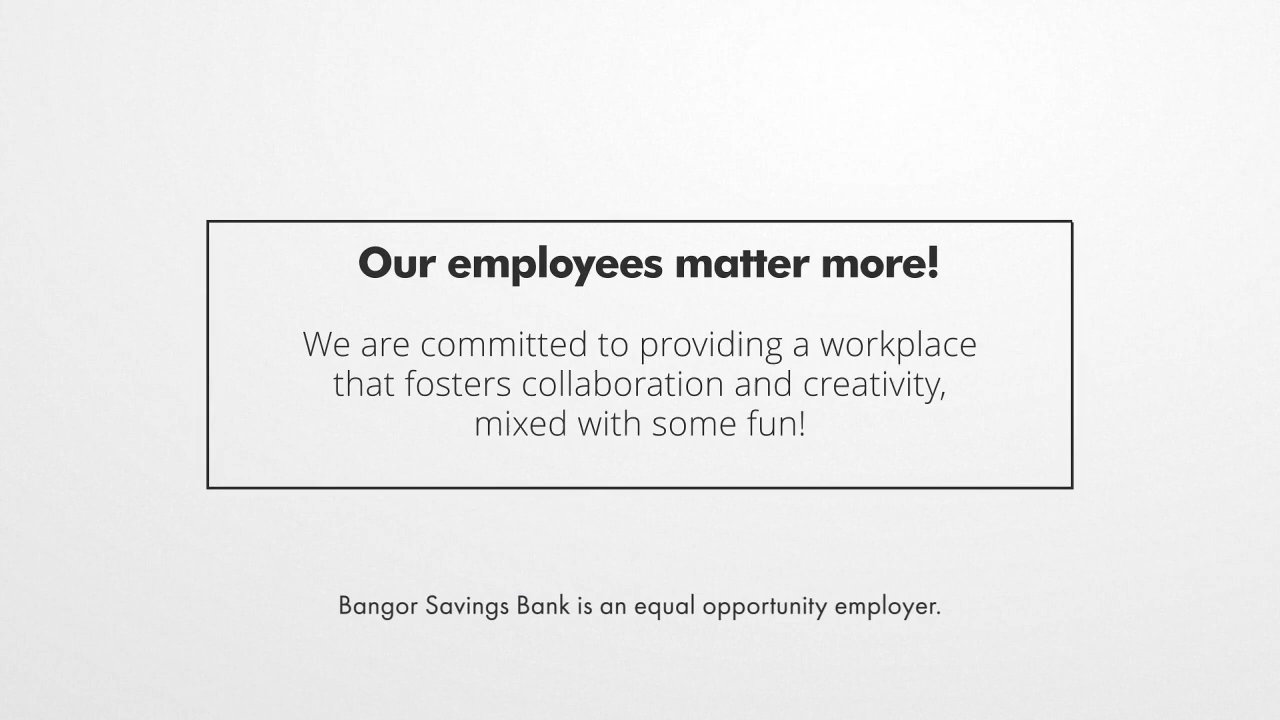 Our employees matter more!
We are committed to providing a workplace
that fosters collaboration and creativity,
mixed with some fun!
Bangor Savings Bank is an equal opportunity employer.